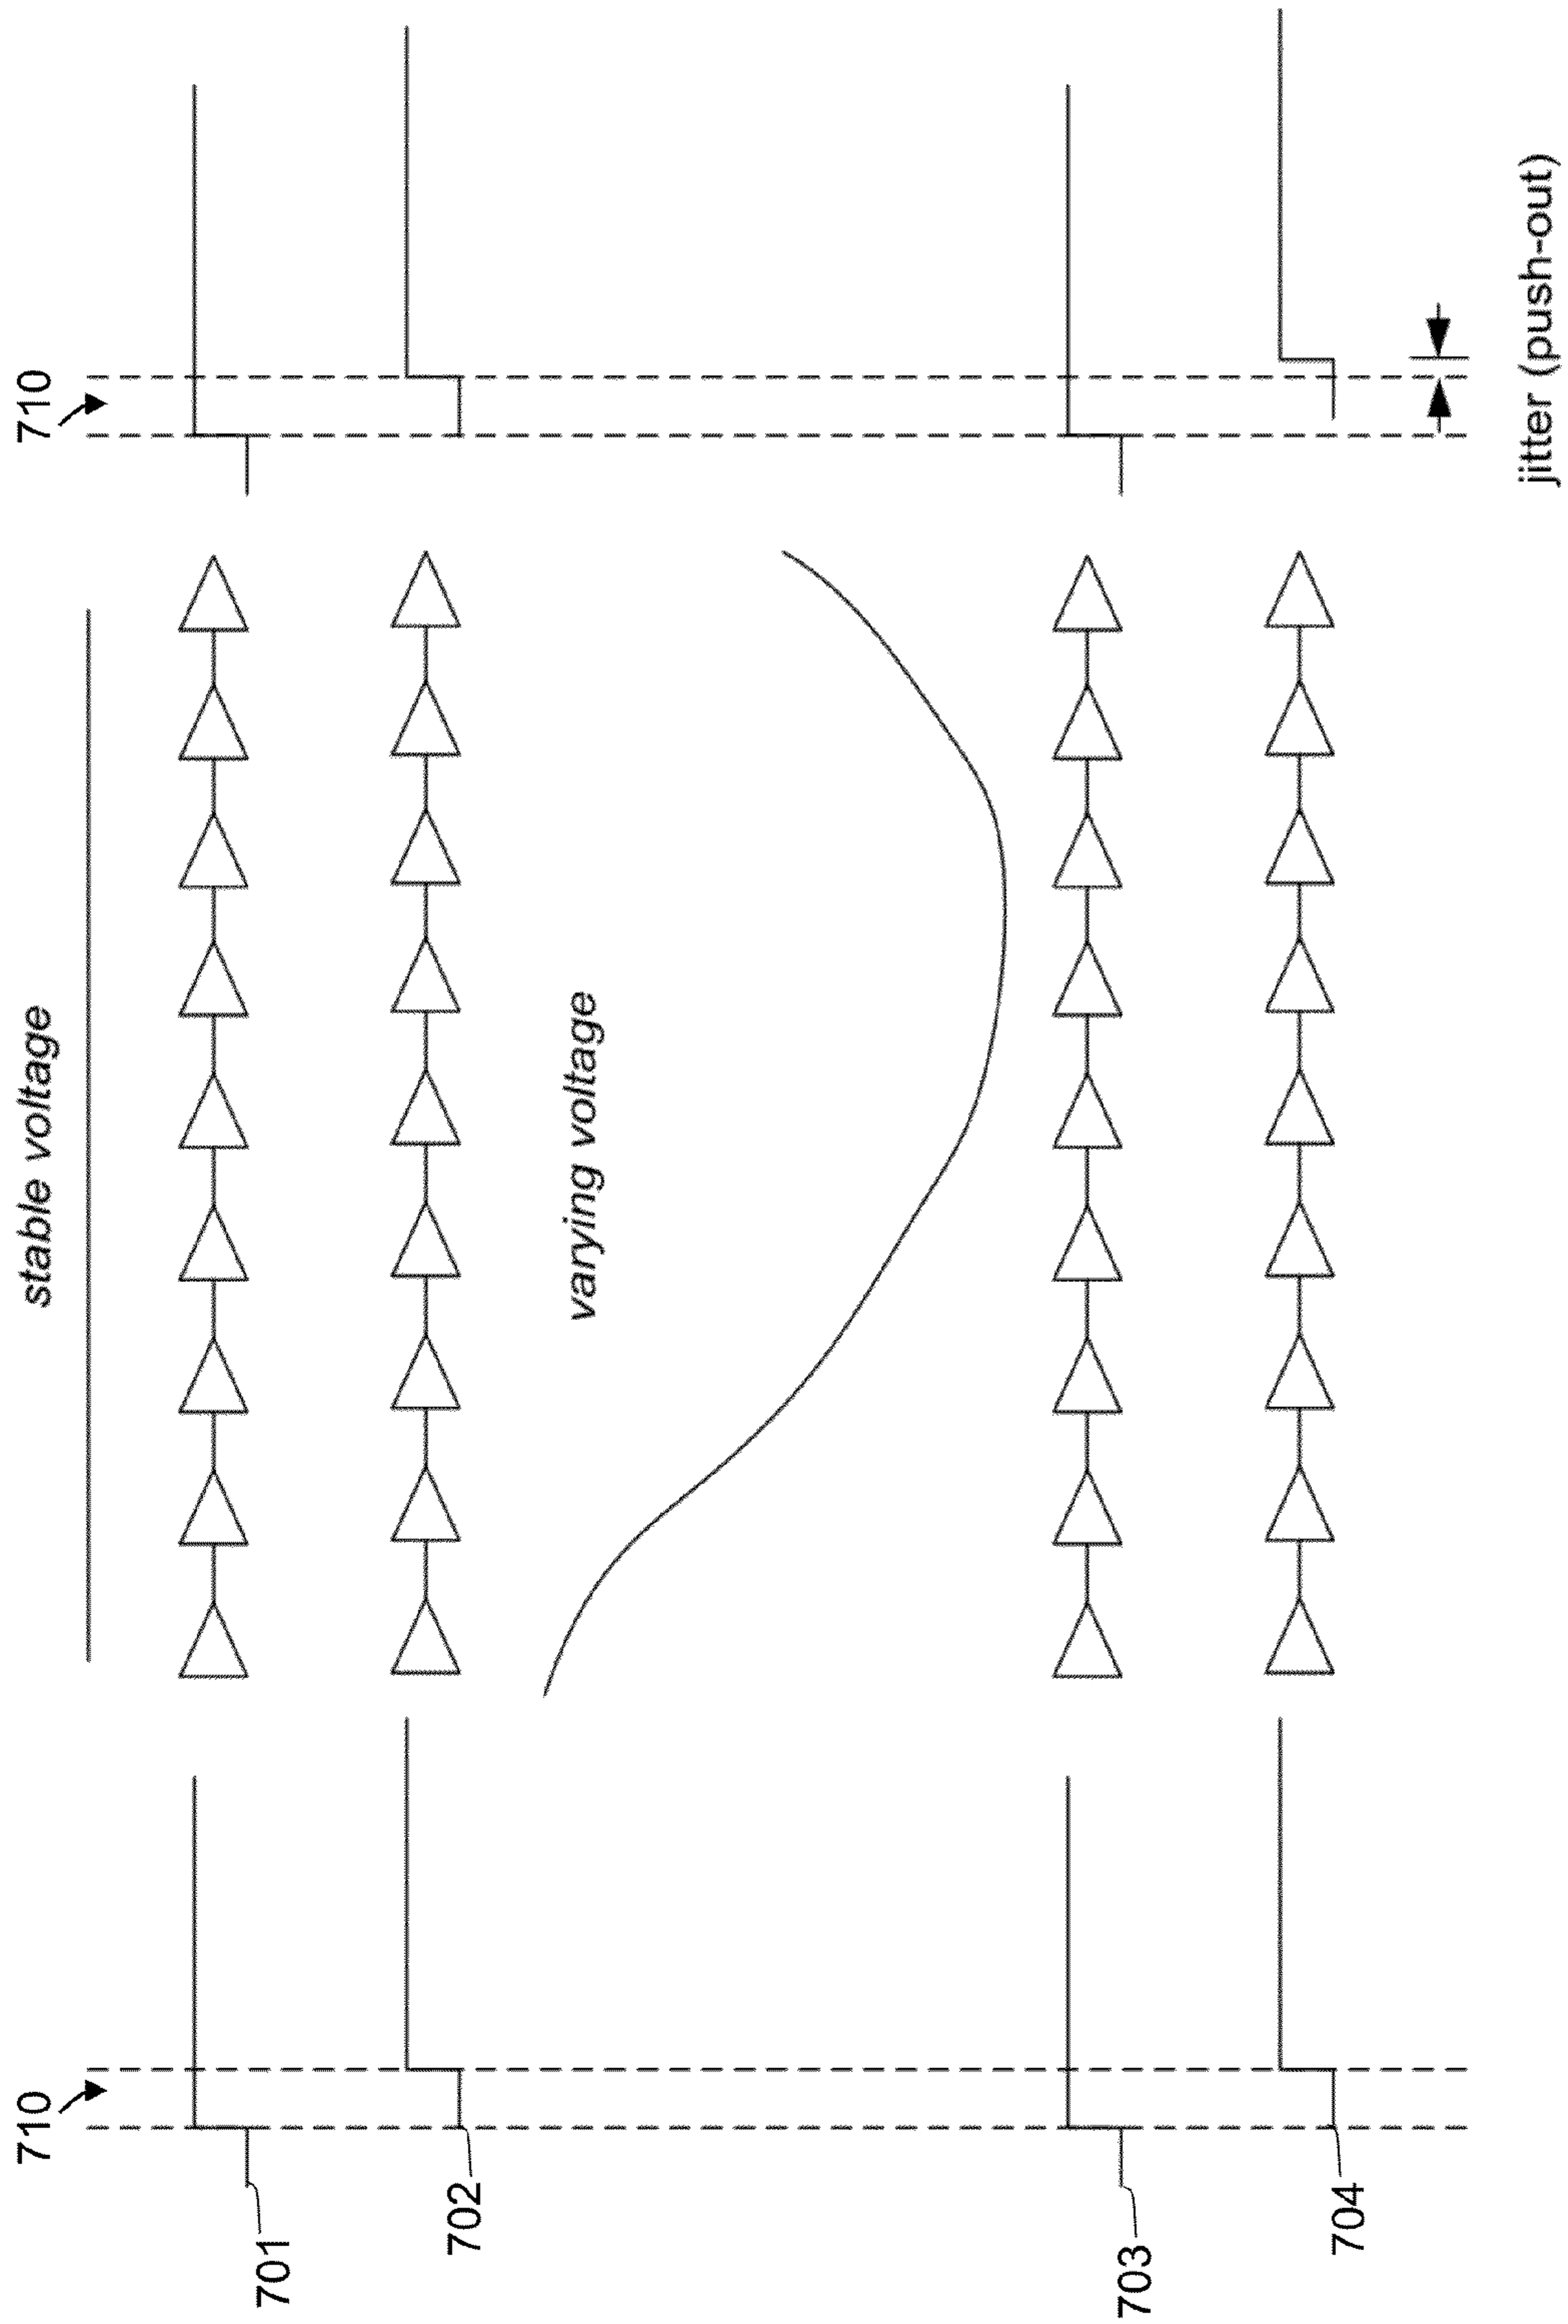 710
710
stable voltage
701
702
varying voltage
703
704
jitter (push-out)